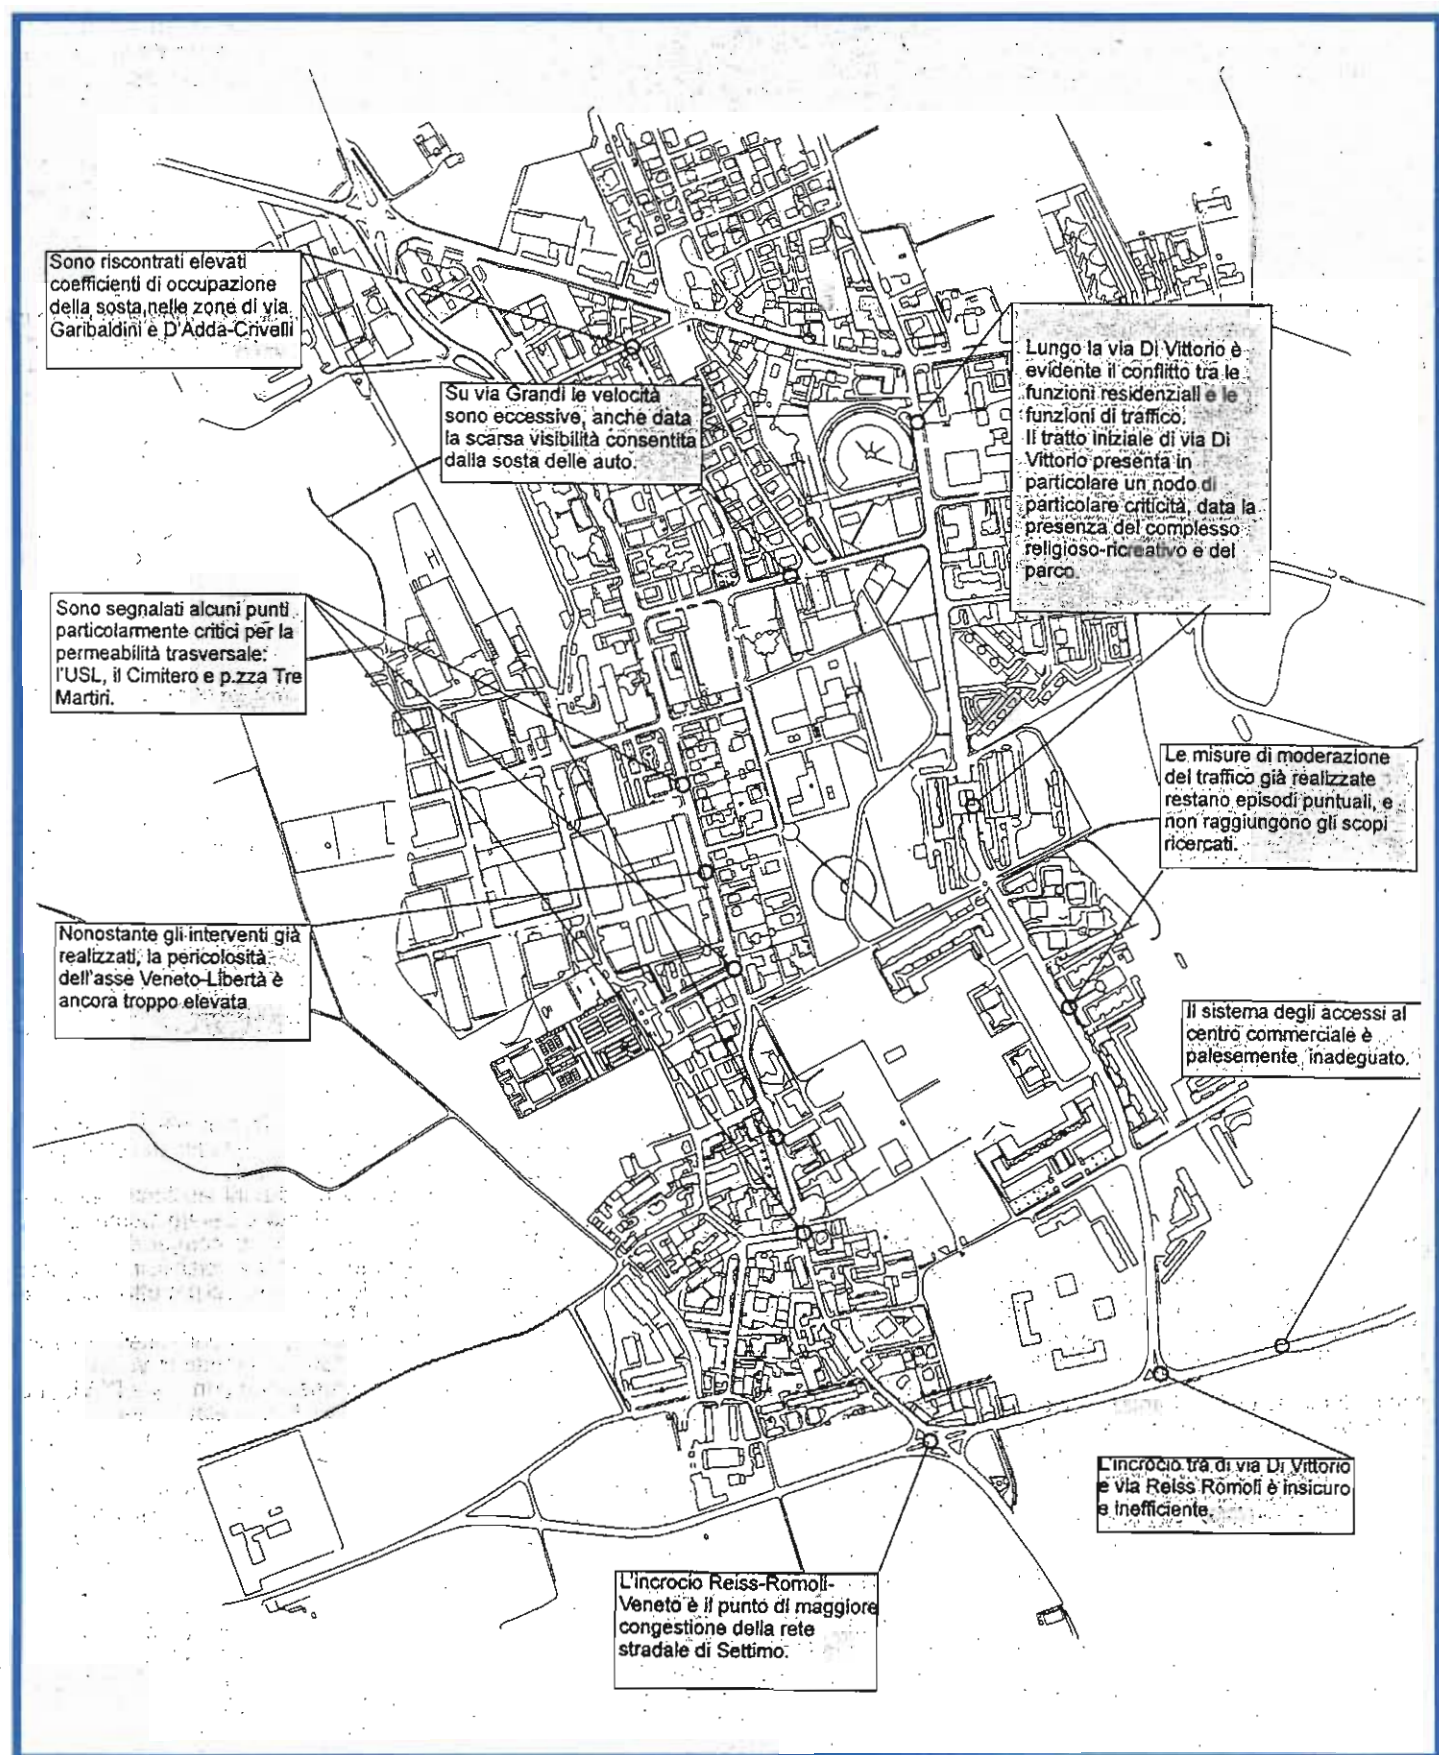 Sono riscontrati elevati
coefficienti di occupazione
della sosta nelle zone di via
Garibaldini e D'Adda-Crivelli
Su via Grandi le velocità
sono eccessive, anche data
la scarsa visibilità consentita
dalla sosta delle auto.
Lungo la via Di Vittorio è
evidente il conflitto tra le
funzioni residenziali e le
funzioni di traffico.
Il tratto iniziale di via Di
Vittorio presenta in
particolare un nodo di
particolare criticità, data la
presenza del complesso
religioso-ricreativo e del
parco.
Sono segnalati alcuni punti
particolarmente critici per la
permeabilità trasversale:
l'USL, il Cimitero e p.zza Tre
Martiri.
Le misure di moderazione
del traffico già realizzate
restano episodi puntuali, e
non raggiungono gli scopi
ricercati.
Nonostante gli interventi già
realizzati, la pericolosità
dell'asse Veneto-Libertà è
ancora troppo elevata
Il sistema degli accessi al
centro commerciale è
palesemente inadeguato.
L'incrocio tra di via Di Vittorio
e via Reiss Romoli è insicuro
e inefficiente.
L'incrocio Reiss-Romoli-
Veneto è il punto di maggiore
congestione della rete
stradale di Settimo.